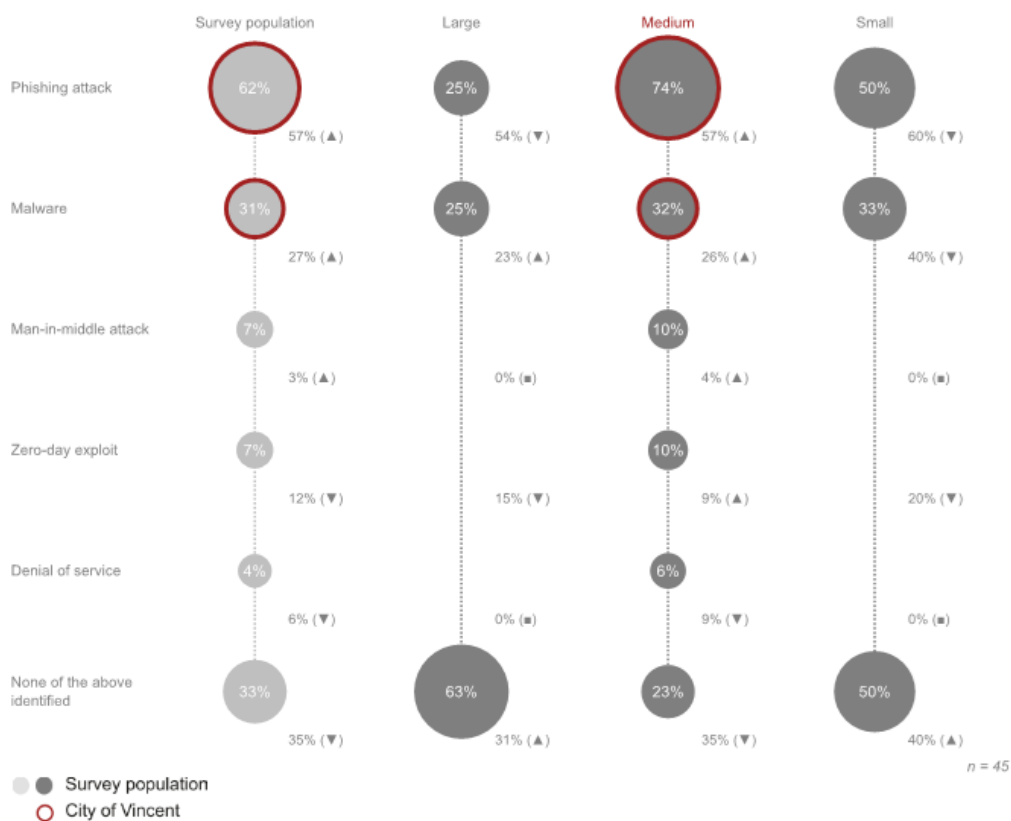 Survey population Large Medium Small
Phishing attack 62% 25% 74% 50%
57% (▲) 54% (▼) 57% (▲) 60% (▼)
Malware 31% 25% 32% 33%
27% (▲) 23% (▲) 26% (▲) 40% (▼)
Man-in-middle attack 7% 10%
3% (▲) 0% (■) 4% (▲) 0% (■)
Zero-day exploit 7% 10%
12% (▼) 15% (▼) 9% (▲) 20% (▼)
Denial of service 4% 6%
6% (▼) 0% (■) 9% (▼) 0% (■)
None of the above
identified 33% 63% 23% 50%
35% (▼) 31% (▲) 35% (▼) 40% (▲)
n = 45
Survey population
City of Vincent